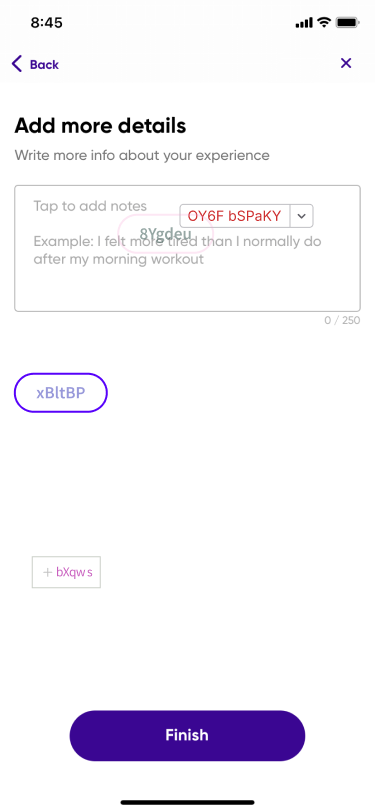 8:45
Back
Add more details
Write more info about your experience
Tap to add notes
OY6F bSPaKY
8Ygdeu
Example: I felt more tired than I normally do
after my morning workout
0 / 250
xBltBP
+ bXqws
Finish